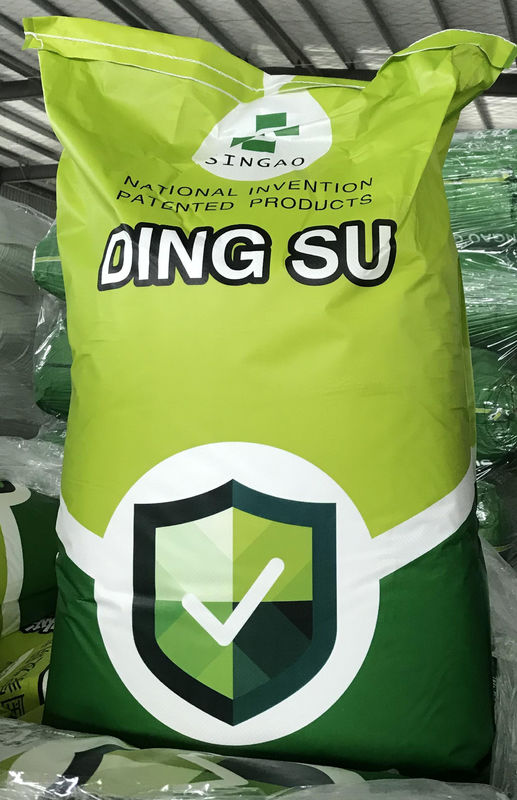 SINGAO
NATIONAL INVENTION
PATENTED PRODUCTS
DING SU